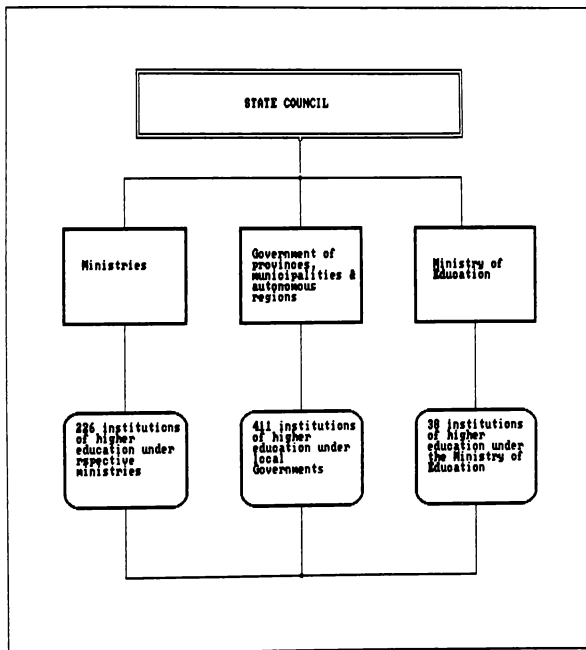 STATE COUNCIL
Ministries
Government of
provinces,
municipalities &
autonomous
regions
Ministry of
Education
226 institutions
of higher
education under
rspective
ministries
411 institutions
of higher
education under
local
Governments
38 institutions
of higher
education under
the Ministry of
Education